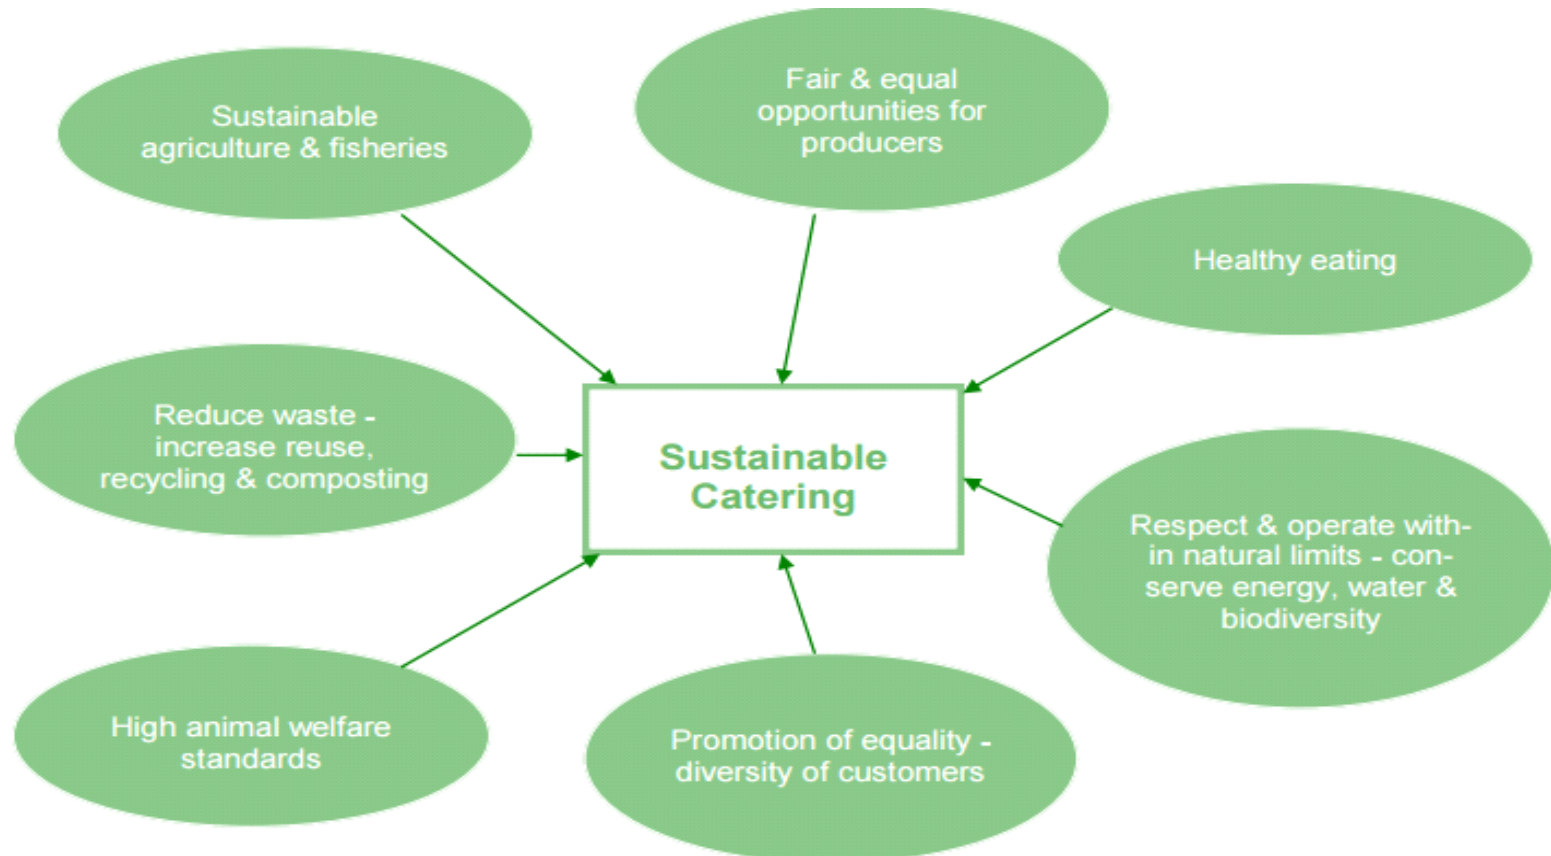 Sustainable
agriculture & fisheries
Fair & equal
opportunities for
producers
Healthy eating
Reduce waste -
increase reuse,
recycling & composting
Sustainable
Catering
Respect & operate with-
in natural limits - con-
serve energy, water &
biodiversity
High animal welfare
standards
Promotion of equality -
diversity of customers